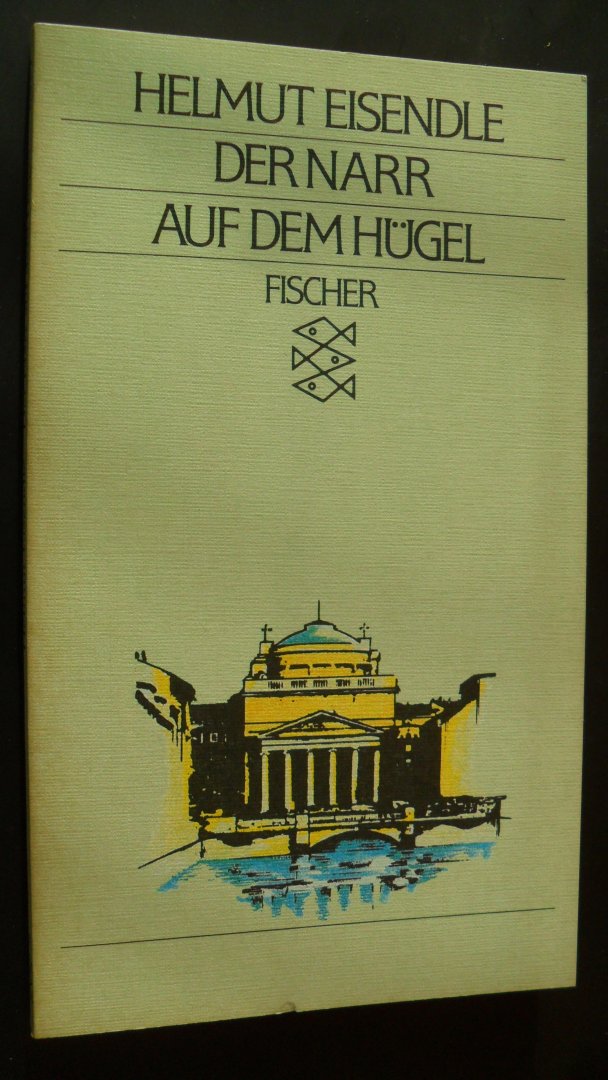 HELMUT EISENDLE
DER NARR
AUF DEM HÜGEL
FISCHER